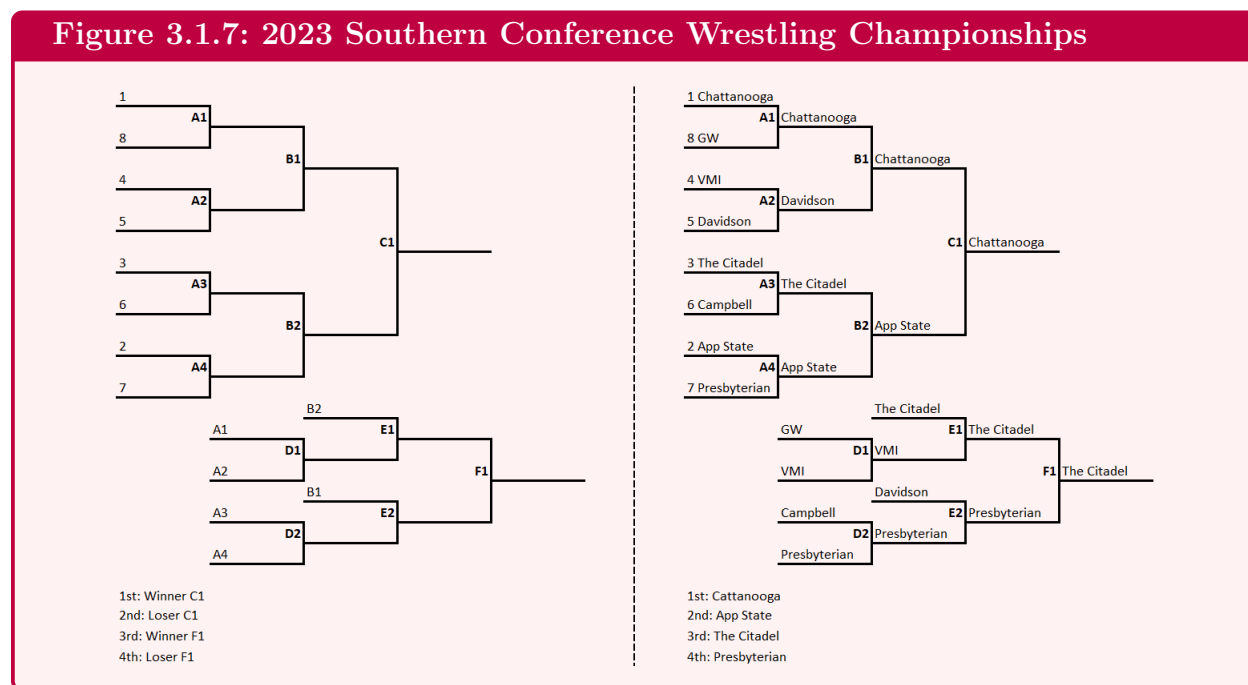 Figure 3.1.7: 2023 Southern Conference Wrestling Championships
1
A1
8
B1
4
A2
5
C1
3
A3
6
B2
2
A4
7
B2
A1
E1
D1
A2
F1
B1
A3
E2
D2
A4
1st: Winner C1
2nd: Loser C1
3rd: Winner F1
4th: Loser F1
1 Chattanooga
A1 Chattanooga
8 GW
B1 Chattanooga
4 VMI
A2 Davidson
5 Davidson
C1 Chattanooga
3 The Citadel
A3 The Citadel
6 Campbell
B2 App State
2 App State
A4 App State
7 Presbyterian
The Citadel
GW
E1 The Citadel
D1 VMI
VMI
F1 The Citadel
Davidson
Campbell
E2 Presbyterian
D2 Presbyterian
Presbyterian
1st: Cattanooga
2nd: App State
3rd: The Citadel
4th: Presbyterian